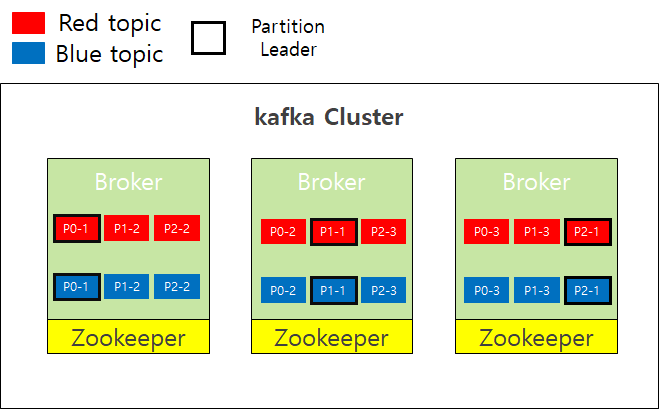 Red topic
Blue topic
Partition
Leader
kafka Cluster
Broker
P0-1 P1-2 P2-2
P0-1 P1-2 P2-2
Zookeeper
Broker
P0-2 P1-1 P2-3
P0-2 P1-1 P2-3
Zookeeper
Broker
P0-3 P1-3 P2-1
P0-3 P1-3 P2-1
Zookeeper